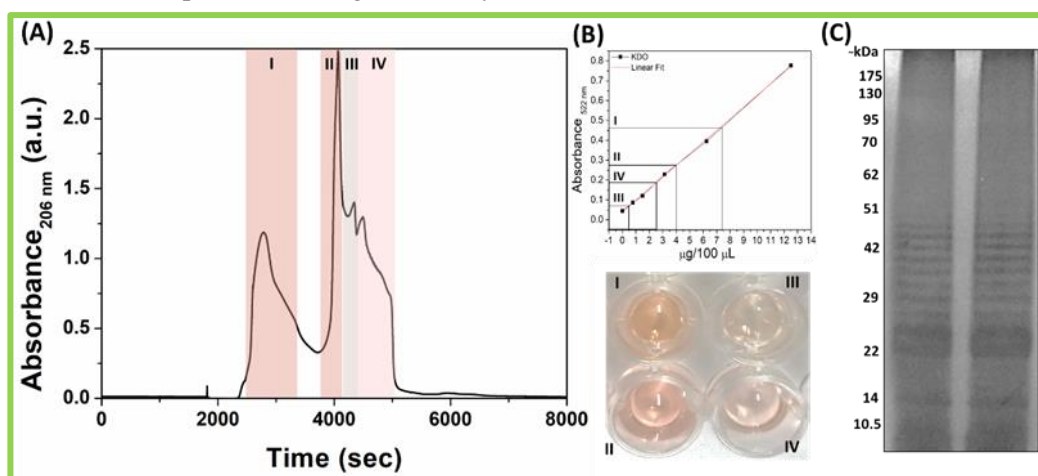 (A)
I
II
III
IV
Absorbance 206 nm (a.u.)
2.5
2.0
1.5
1.0
0.5
0.0
0 2000 4000 6000 8000
Time (sec)
(B)
KDO
Linear Fit
Absorbance 522 nm
0.8
0.7
0.6
0.5
0.4
0.3
0.2
0.1
0.0
I
II
IV
III
-1 0 1 2 3 4 5 6 7 8 9 10 11 12 13 14
µg/100 µL
I
III
II
IV
(C)
-kDa
175
130
95
70
62
51
42
29
22
14
10.5